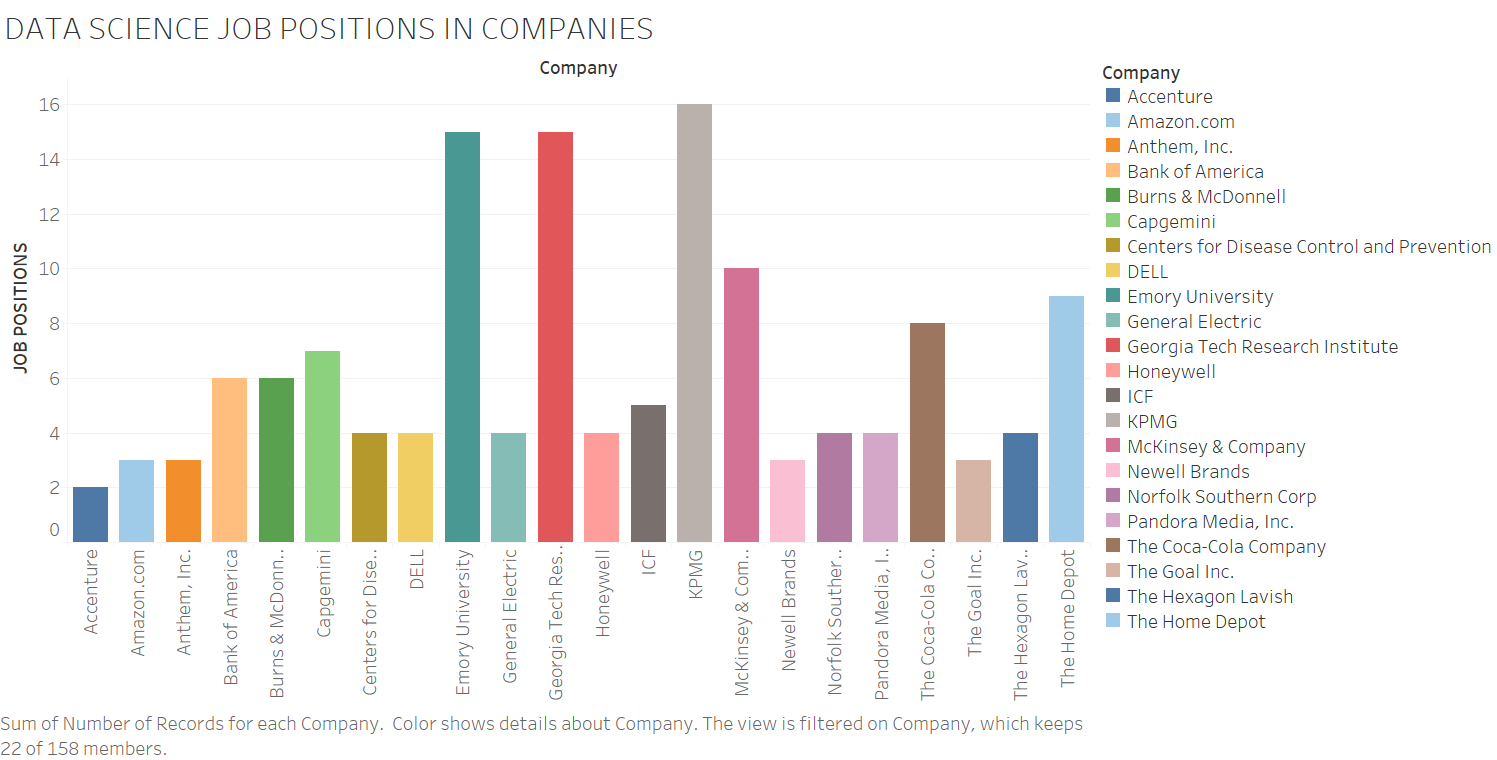 DATA SCIENCE JOB POSITIONS IN COMPANIES
Company
JOB POSITIONS
16
14
12
10
8
6
4
2
0
Accenture
Amazon.com
Anthem, Inc.
Bank of America
Burns & McDonn..
Capgemini
Centers for Dise..
DELL
Emory University
General Electric
Georgia Tech Res..
Honeywell
ICF
KPMG
McKinsey & Com..
Newell Brands
Norfolk Souther..
Pandora Media, I..
The Coca-Cola Co..
The Goal Inc.
The Hexagon Lav..
The Home Depot
Company
Accenture
Amazon.com
Anthem, Inc.
Bank of America
Burns & McDonnell
Capgemini
Centers for Disease Control and Prevention
DELL
Emory University
General Electric
Georgia Tech Research Institute
Honeywell
ICF
KPMG
McKinsey & Company
Newell Brands
Norfolk Southern Corp
Pandora Media, Inc.
The Coca-Cola Company
The Goal Inc.
The Hexagon Lavish
The Home Depot
Sum of Number of Records for each Company.  Color shows details about Company. The view is filtered on Company, which keeps
22 of 158 members.